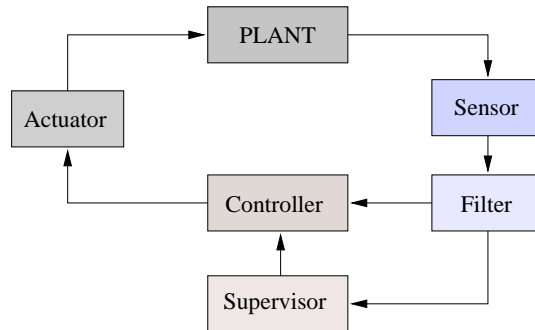 PLANT
Actuator
Sensor
Controller
Filter
Supervisor